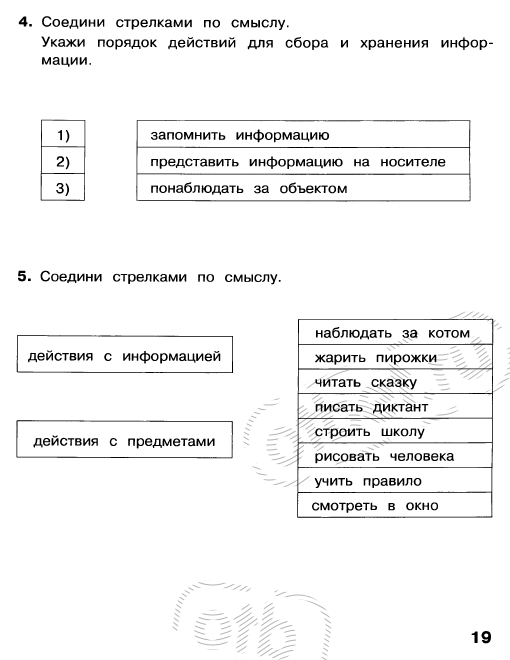 4. Соедини стрелками по смыслу.
Укажи порядок действий для сбора и хранения инфор-
мации.
1) запомнить информацию
2) представить информацию на носителе
3) понаблюдать за объектом
5. Соедини стрелками по смыслу.
действия с информацией
действия с предметами
наблюдать за котом
жарить пирожки
читать сказку
писать диктант
строить школу
рисовать человека
учить правило
смотреть в окно
19